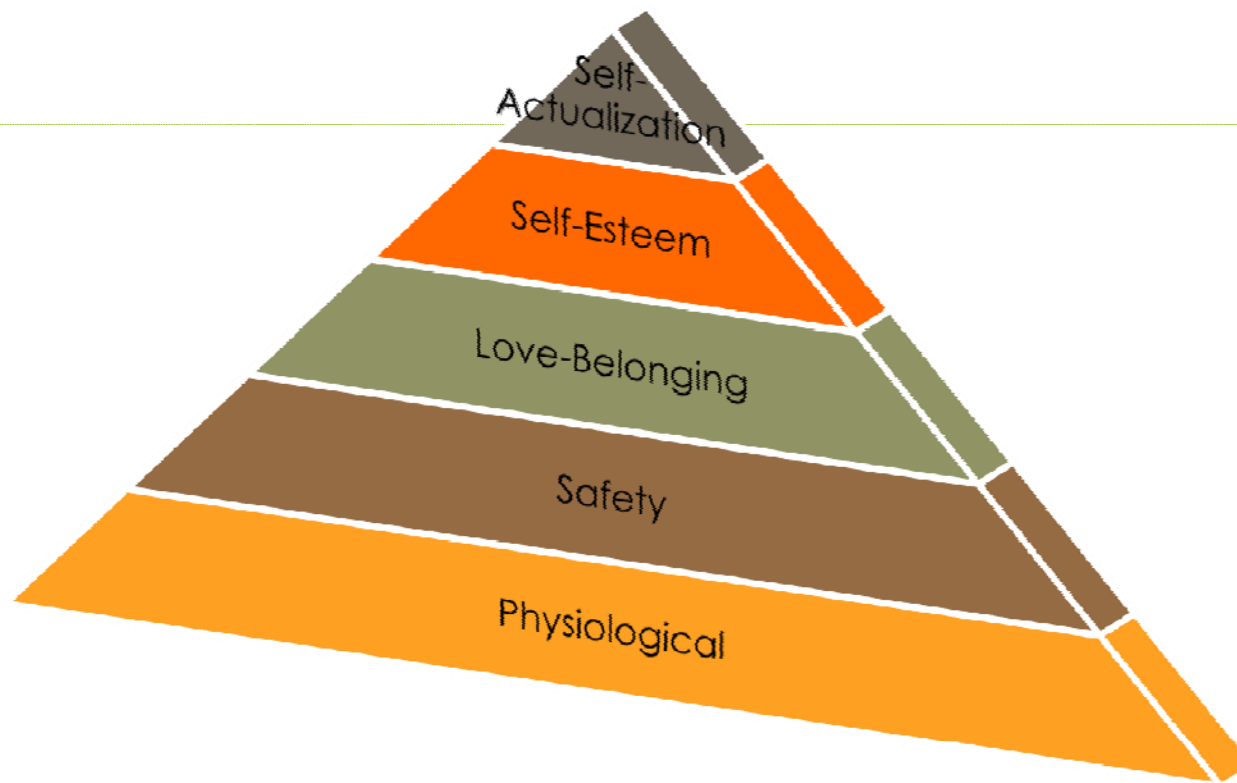 Self-
Actualization
Self-Esteem
Love-Belonging
Safety
Physiological